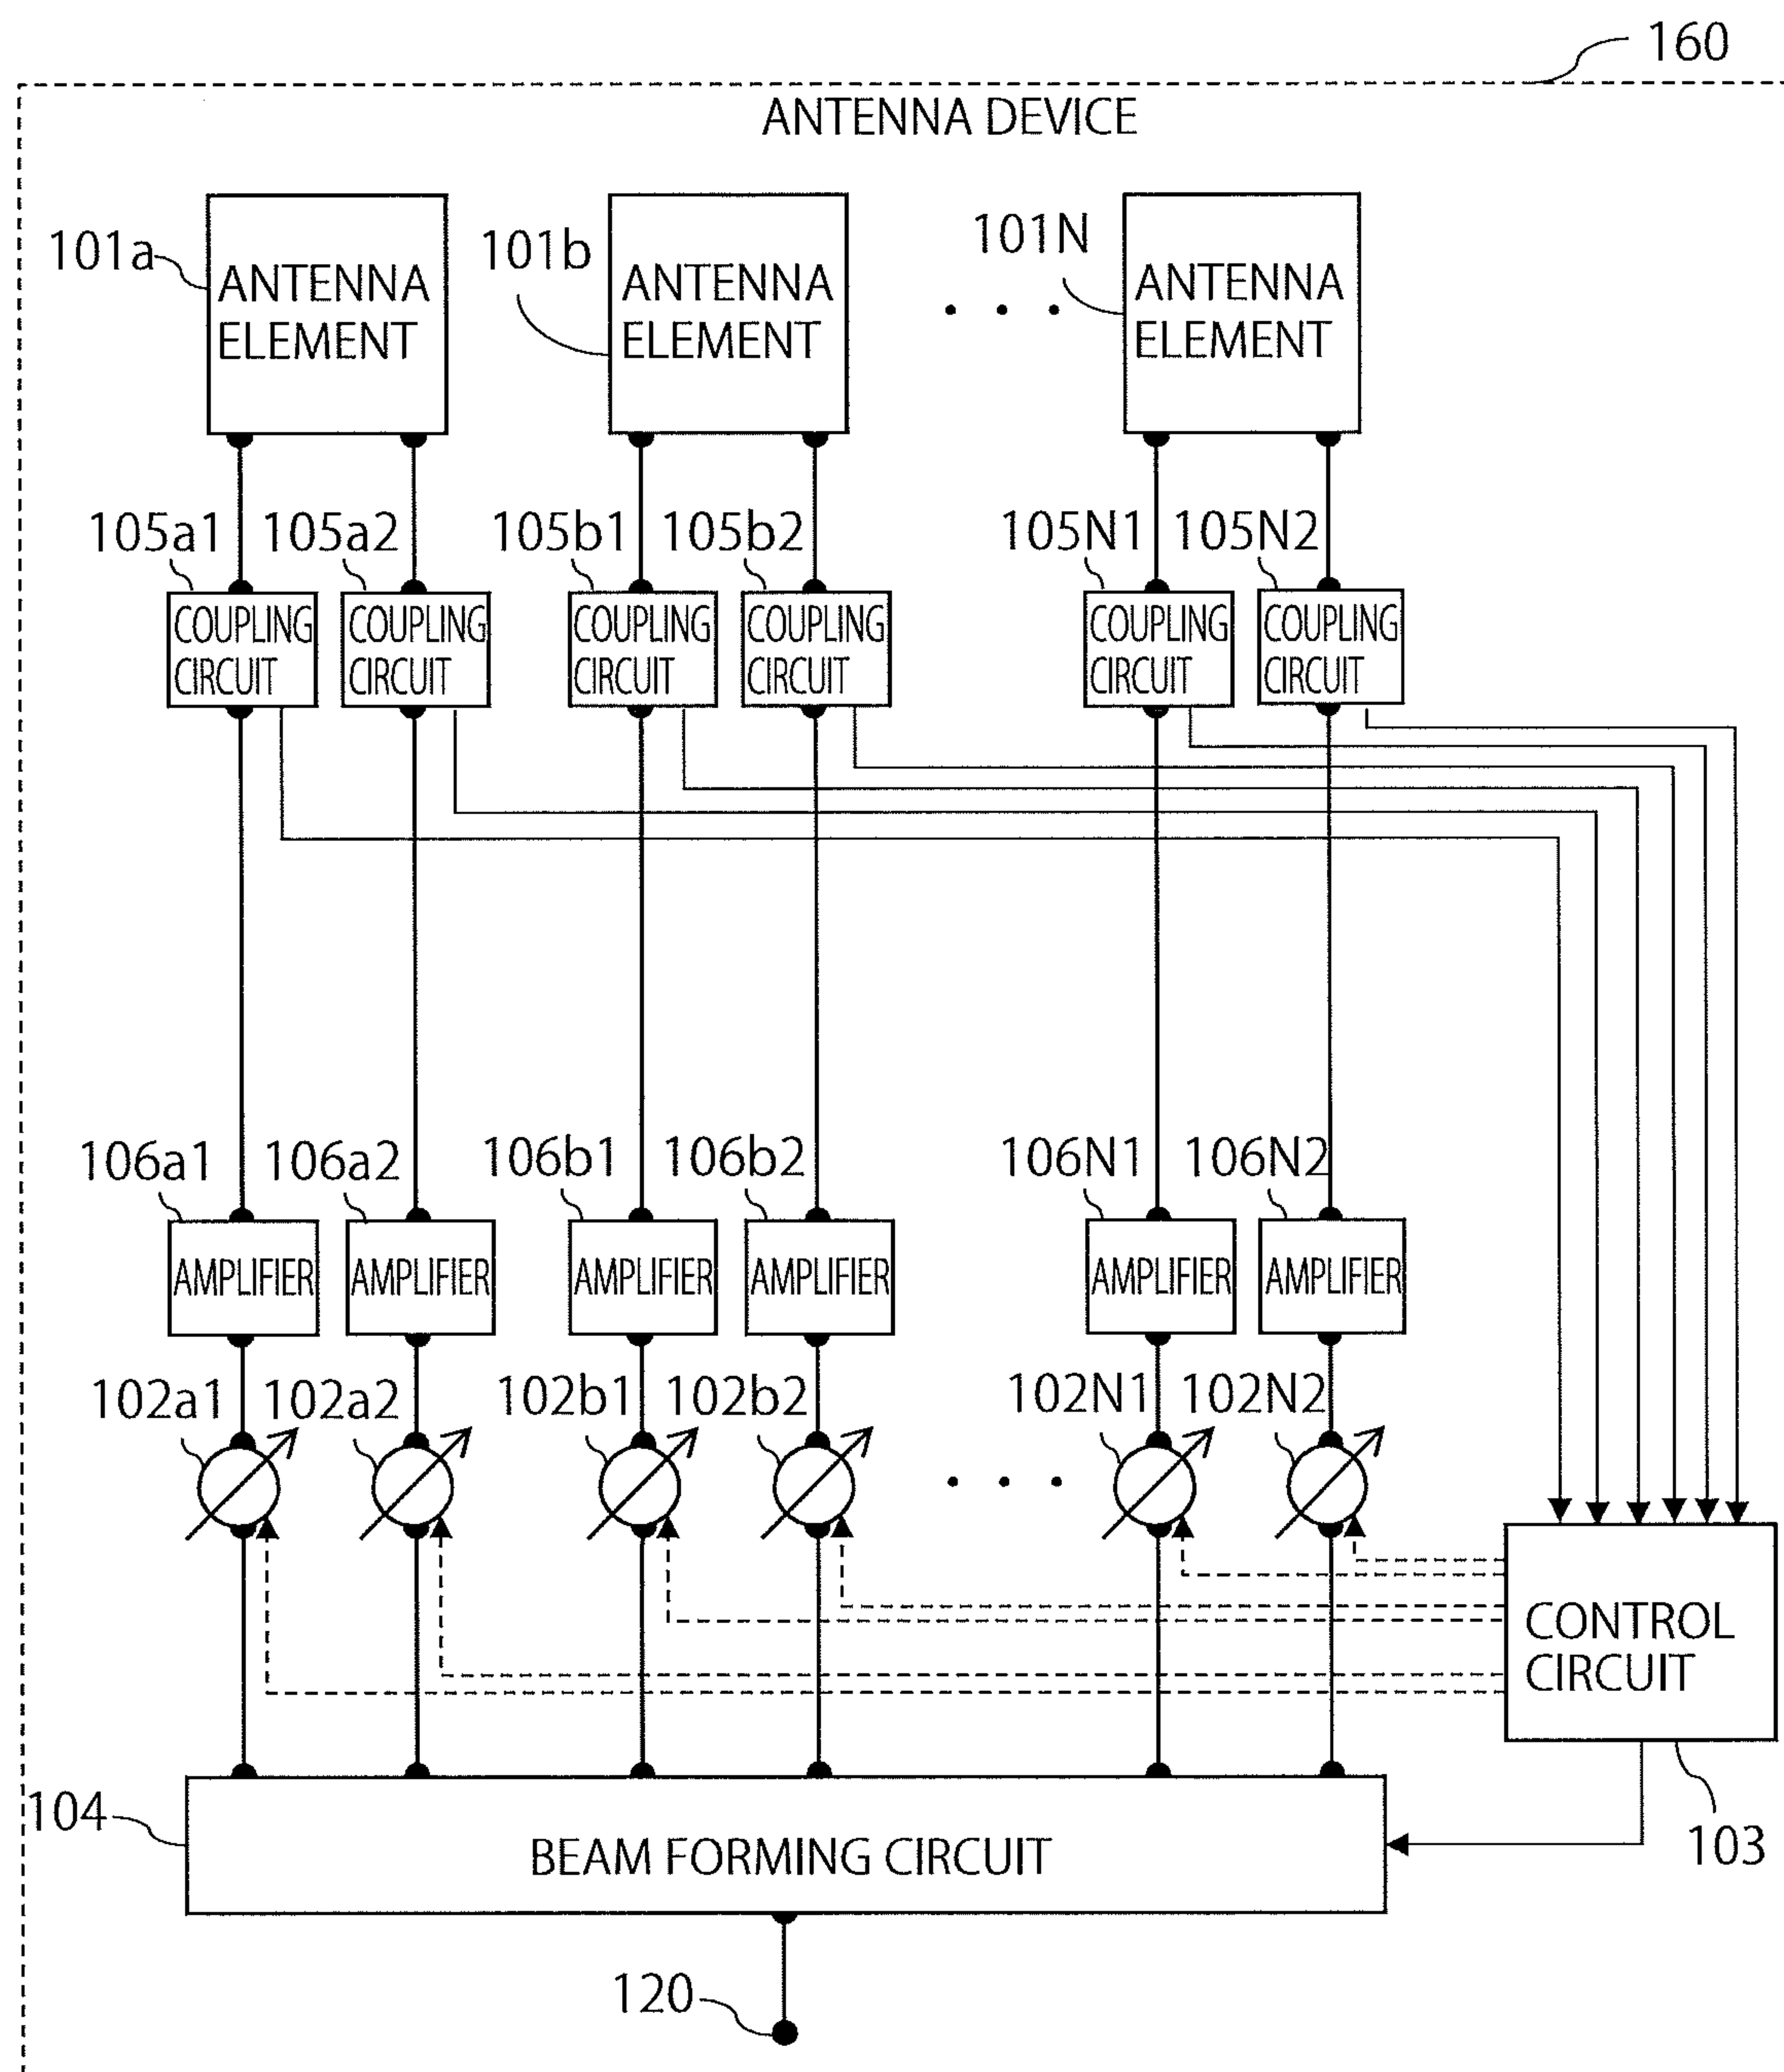 160
ANTENNA DEVICE
101a
ANTENNA
ELEMENT
101b
ANTENNA
ELEMENT
. . .
101N
ANTENNA
ELEMENT
105a1
105a2
105b1
105b2
105N1
105N2
COUPLING
CIRCUIT
COUPLING
CIRCUIT
COUPLING
CIRCUIT
COUPLING
CIRCUIT
COUPLING
CIRCUIT
COUPLING
CIRCUIT
106a1
106a2
106b1
106b2
106N1
106N2
AMPLIFIER
AMPLIFIER
AMPLIFIER
AMPLIFIER
AMPLIFIER
AMPLIFIER
102a1
102a2
102b1
102b2
102N1
102N2
. . .
CONTROL
CIRCUIT
103
104
BEAM FORMING CIRCUIT
120